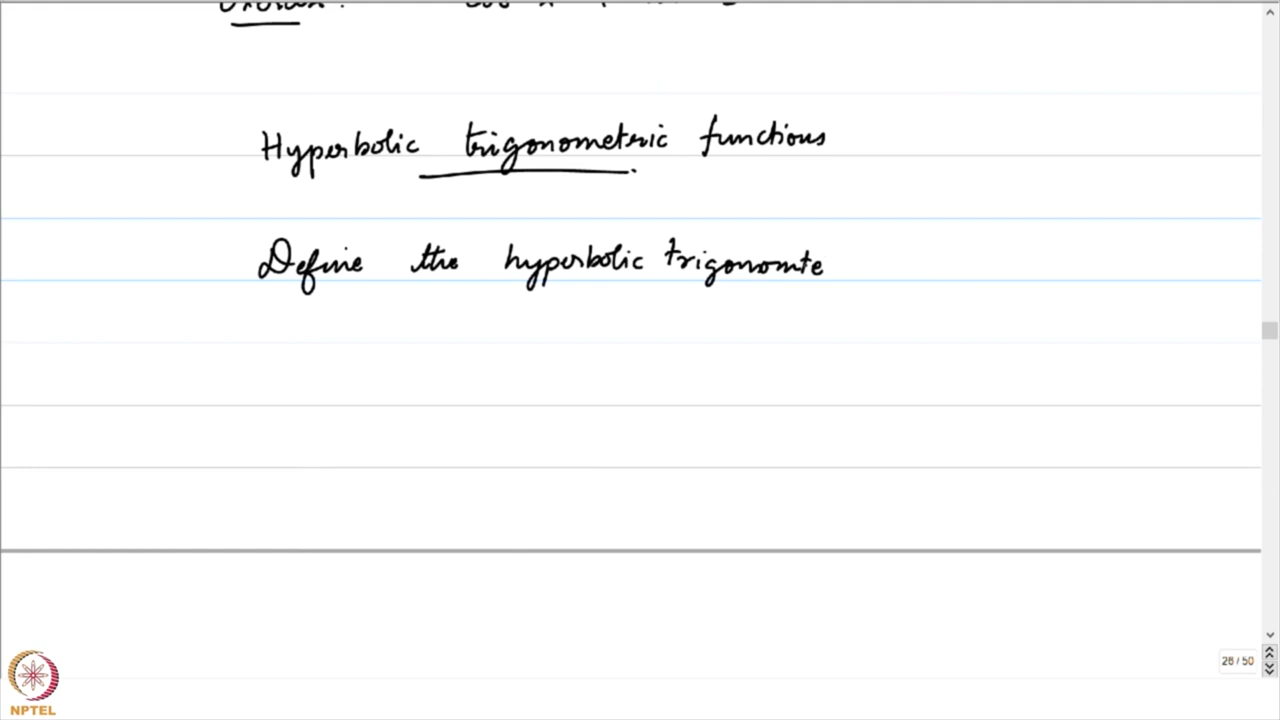 Hyperbolic trigonometric functions
Define the hyperbolic trigonomte
28 / 50
NPTEL